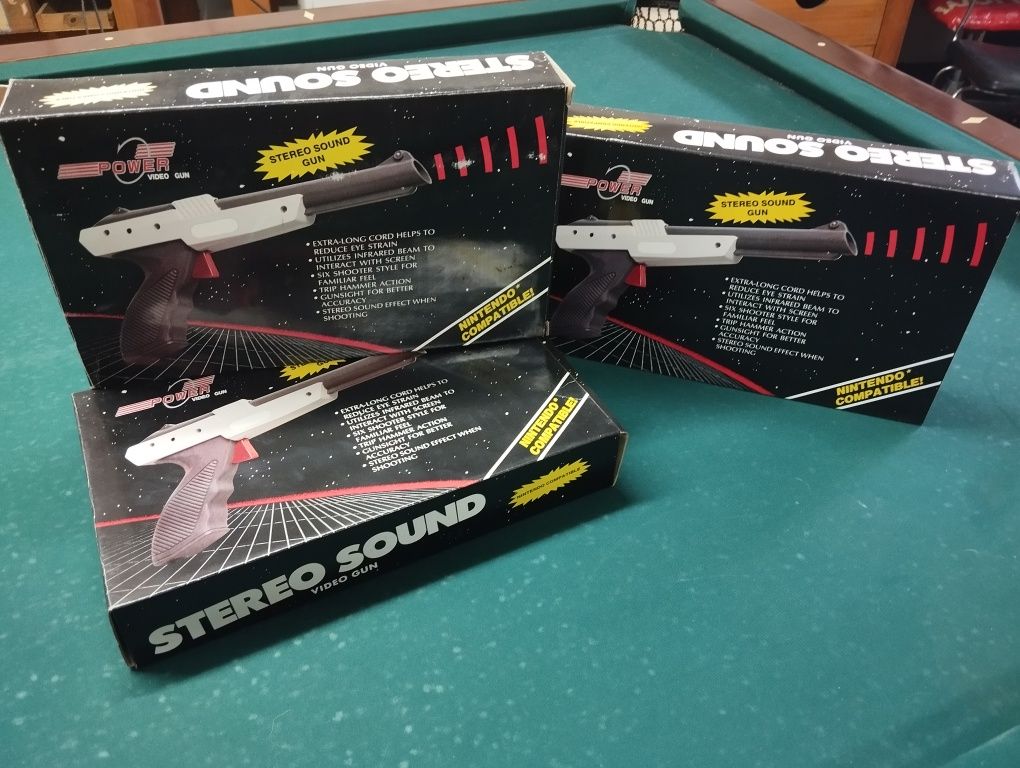 STEREO SOUND
VIDEO GUN
POWER
VIDEO GUN
STEREO SOUND
GUN
• EXTRA-LONG CORD HELPS TO
REDUCE EYE STRAIN
• UTILIZES INFRARED BEAM TO
INTERACT WITH SCREEN
• SIX SHOOTER STYLE FOR
FAMILIAR FEEL
• TRIP HAMMER ACTION
• GUNSIGHT FOR BETTER
ACCURACY
• STEREO SOUND EFFECT WHEN
SHOOTING
NINTENDO®
COMPATIBLE!
STEREO SOUND
VIDEO GUN
POWER
VIDEO GUN
STEREO SOUND
GUN
• EXTRA-LONG CORD HELPS TO
REDUCE EYE STRAIN
• UTILIZES INFRARED BEAM TO
INTERACT WITH SCREEN
• SIX SHOOTER STYLE FOR
FAMILIAR FEEL
• TRIP HAMMER ACTION
• GUNSIGHT FOR BETTER
ACCURACY
• STEREO SOUND EFFECT WHEN
SHOOTING
NINTENDO®
COMPATIBLE!
POWER
VIDEO GUN
• EXTRA-LONG CORD HELPS TO
REDUCE EYE STRAIN
• UTILIZES INFRARED BEAM TO
INTERACT WITH SCREEN
• SIX SHOOTER STYLE FOR
FAMILIAR FEEL
• TRIP HAMMER ACTION
• GUNSIGHT FOR BETTER
ACCURACY
• STEREO SOUND EFFECT WHEN
SHOOTING
NINTENDO®
COMPATIBLE!
STEREO SOUND
VIDEO GUN
NINTENDO COMPATIBLE